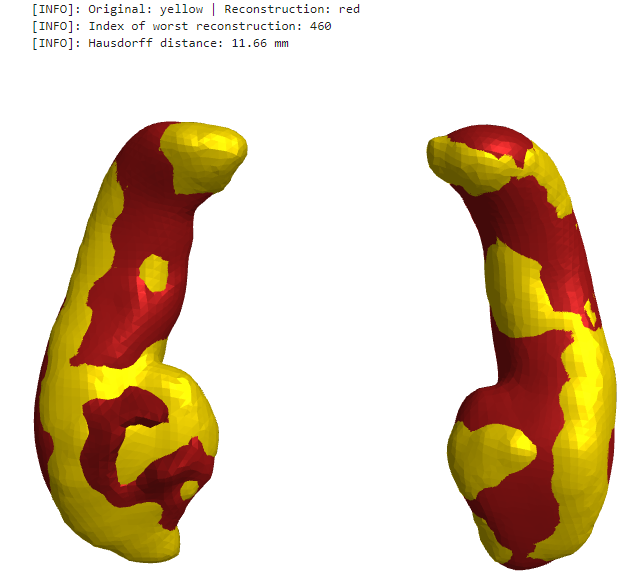 [INFO]: Original: yellow | Reconstruction: red
[INFO]: Index of worst reconstruction: 460
[INFO]: Hausdorff distance: 11.66 mm